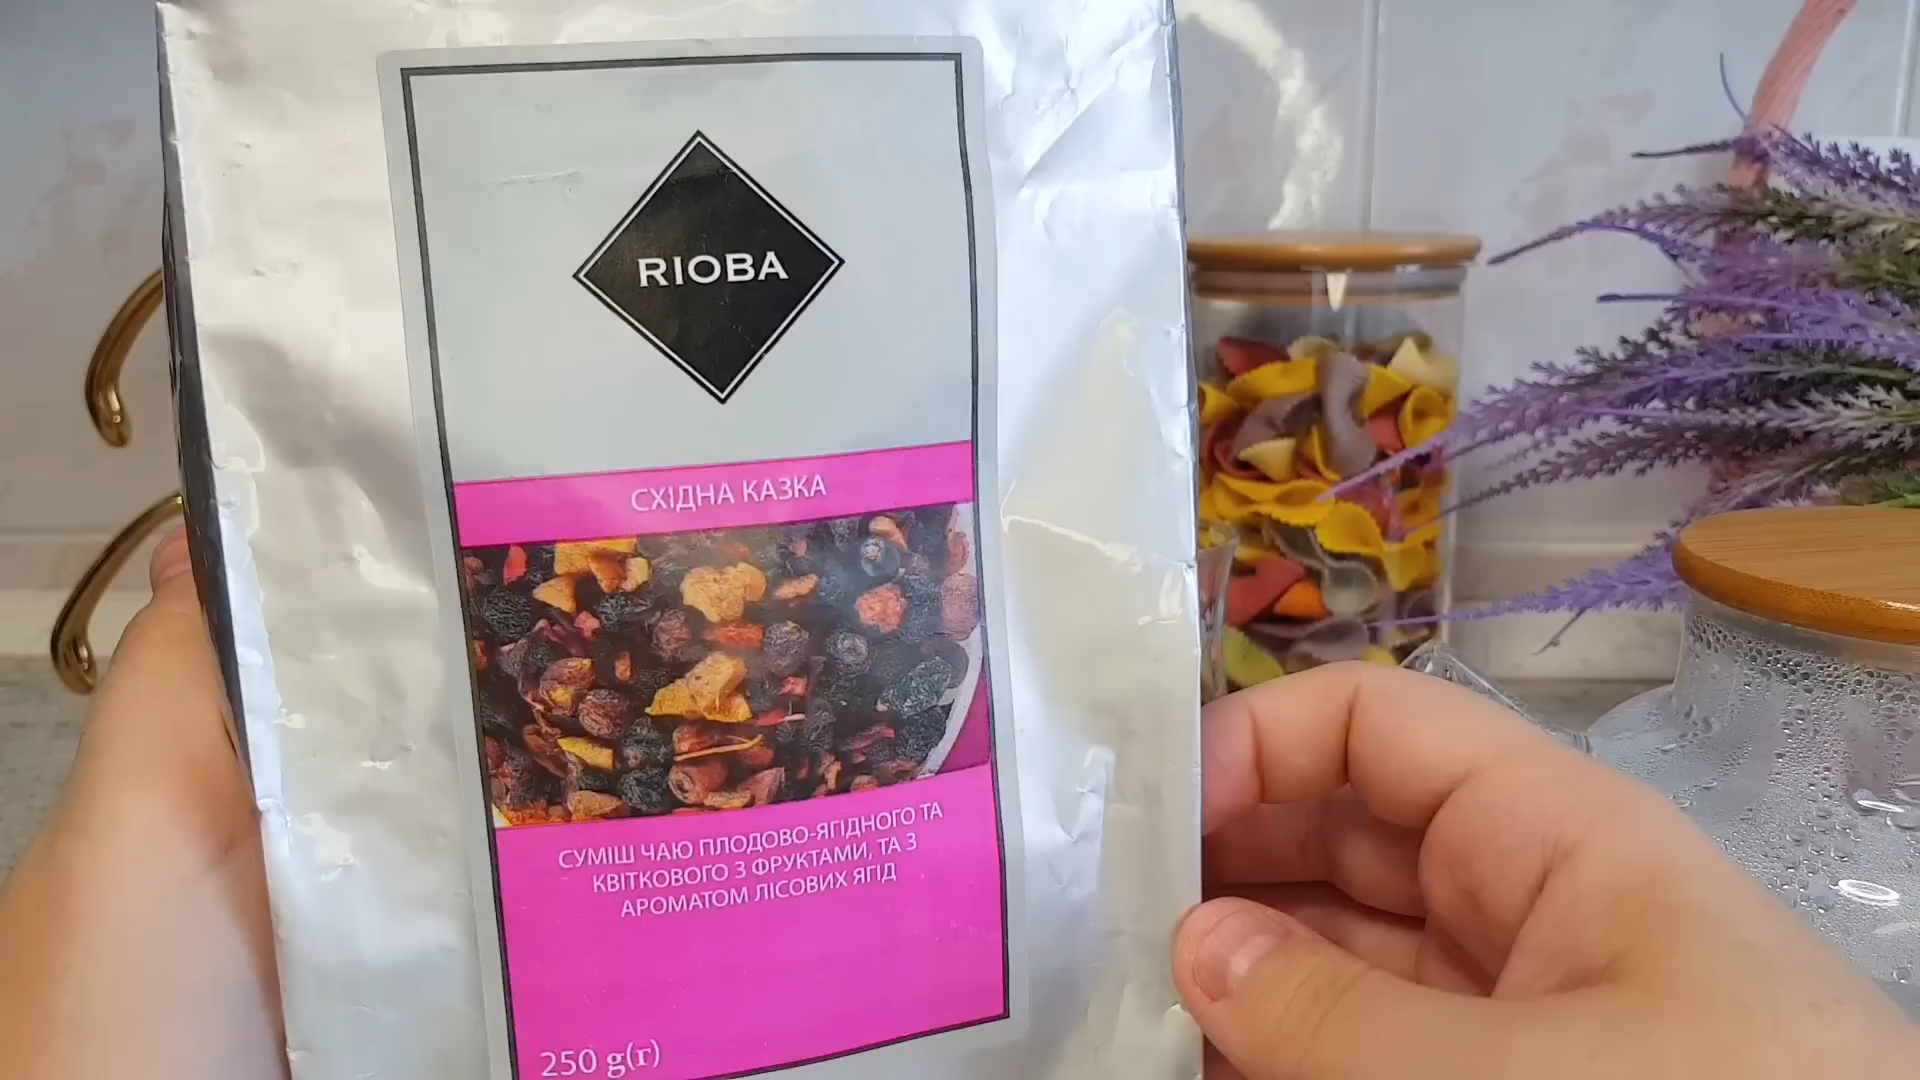 RIOBA
СХІДНА КАЗКА
СУМІШ ЧАЮ ПЛОДОВО-ЯГІДНОГО ТА
КВІТКОВОГО З ФРУКТАМИ, ТА З
АРОМАТОМ ЛІСОВИХ ЯГІД
250 g(г)